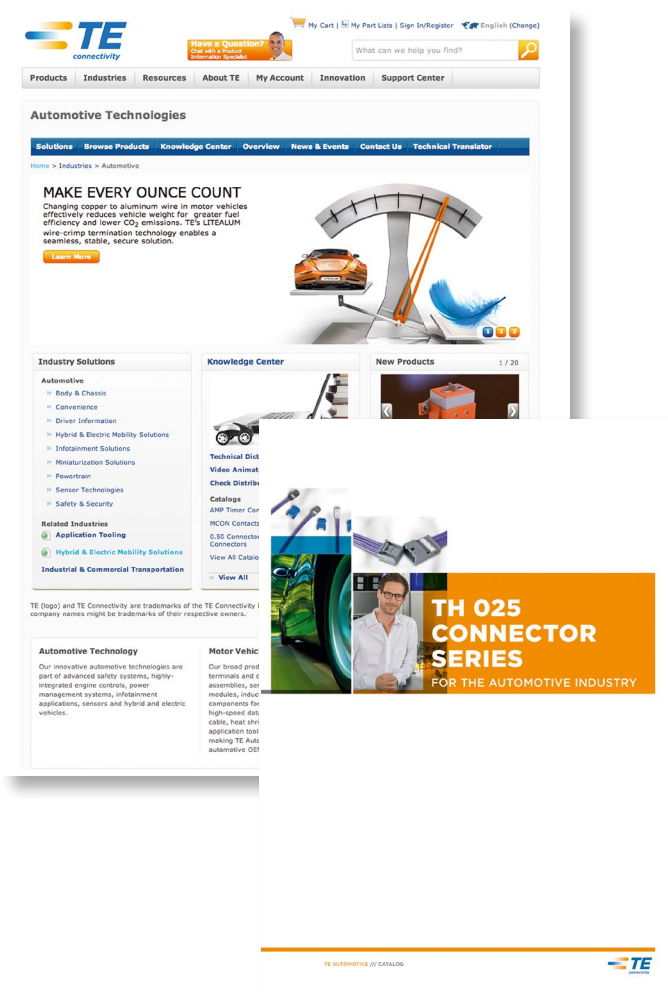 TE
connectivity
My Cart | My Part Lists | Sign In/Register English (Change)
Have a Question?
Chat with a Product
Information Specialist
What can we help you find?
Products Industries Resources About TE My Account Innovation Support Center
Automotive Technologies
Solutions Browse Products Knowledge Center Overview News & Events Contact Us Technical Translator
Home > Industries > Automotive
MAKE EVERY OUNCE COUNT
Changing copper to aluminum wire in motor vehicles
effectively reduces vehicle weight for greater fuel
efficiency and lower CO2 emissions. TE's LITEALUM
wire-crimp termination technology enables a
seamless, stable, secure solution.
Learn More
1 2 3
Industry Solutions
Automotive
» Body & Chassis
» Convenience
» Driver Information
» Hybrid & Electric Mobility Solutions
» Infotainment Solutions
» Miniaturization Solutions
» Powertrain
» Sensor Technologies
» Safety & Security
Related Industries
Application Tooling
Hybrid & Electric Mobility Solutions
Industrial & Commercial Transportation
Knowledge Center
Technical Dict
Video Animat
Check Distribu
Catalogs
AMP Timer Con
MCON Contacts
0.50 Connector
Connectors
View All Catalo
» View All
New Products 1 / 20
TE (logo) and TE Connectivity are trademarks of the TE Connectivity
company names might be trademarks of their respective owners.
Automotive Technology
Our innovative automotive technologies are
part of advanced safety systems, highly-
integrated engine controls, power
management systems, infotainment
applications, sensors and hybrid and electric
vehicles.
Motor Vehic
Our broad prod
terminals and c
assemblies, sen
modules, induc
components for
high-speed data
cable, heat shri
application tool
making TE Auto
automotive OEM
TH 025
CONNECTOR
SERIES
FOR THE AUTOMOTIVE INDUSTRY
TE AUTOMOTIVE /// CATALOG
TE
connectivity